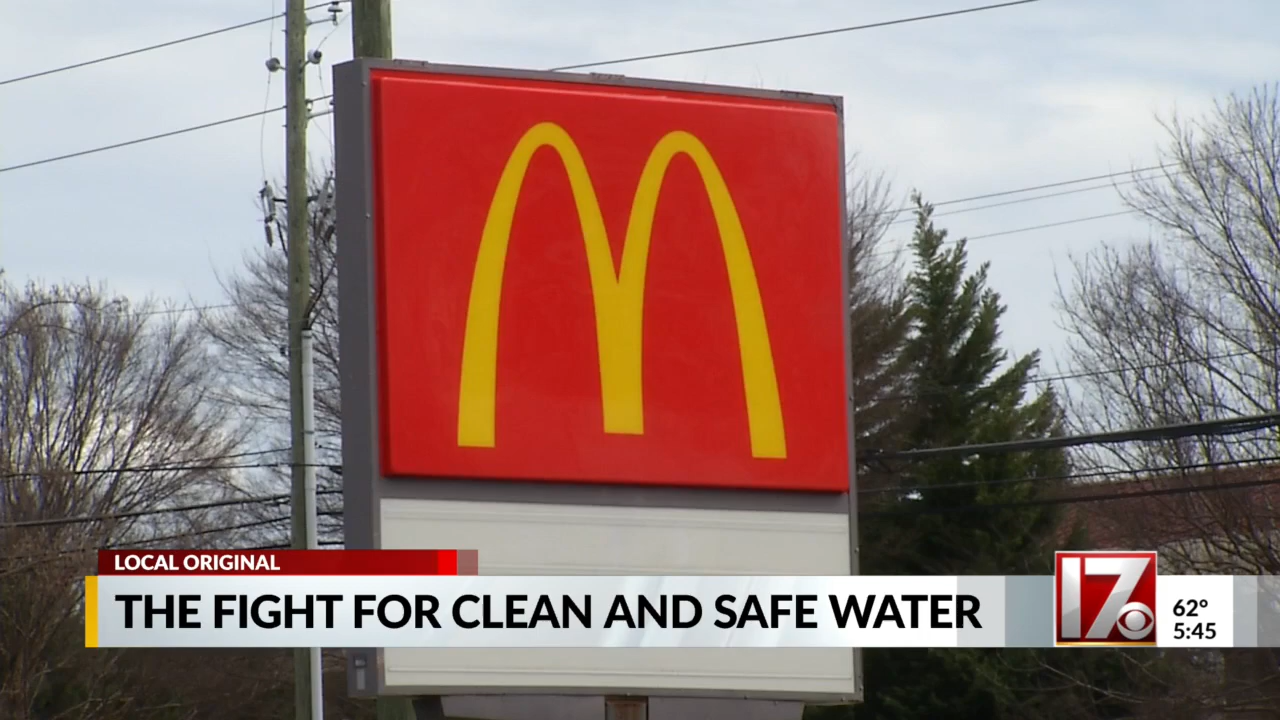 M
LOCAL ORIGINAL
THE FIGHT FOR CLEAN AND SAFE WATER
17
62°
5:45